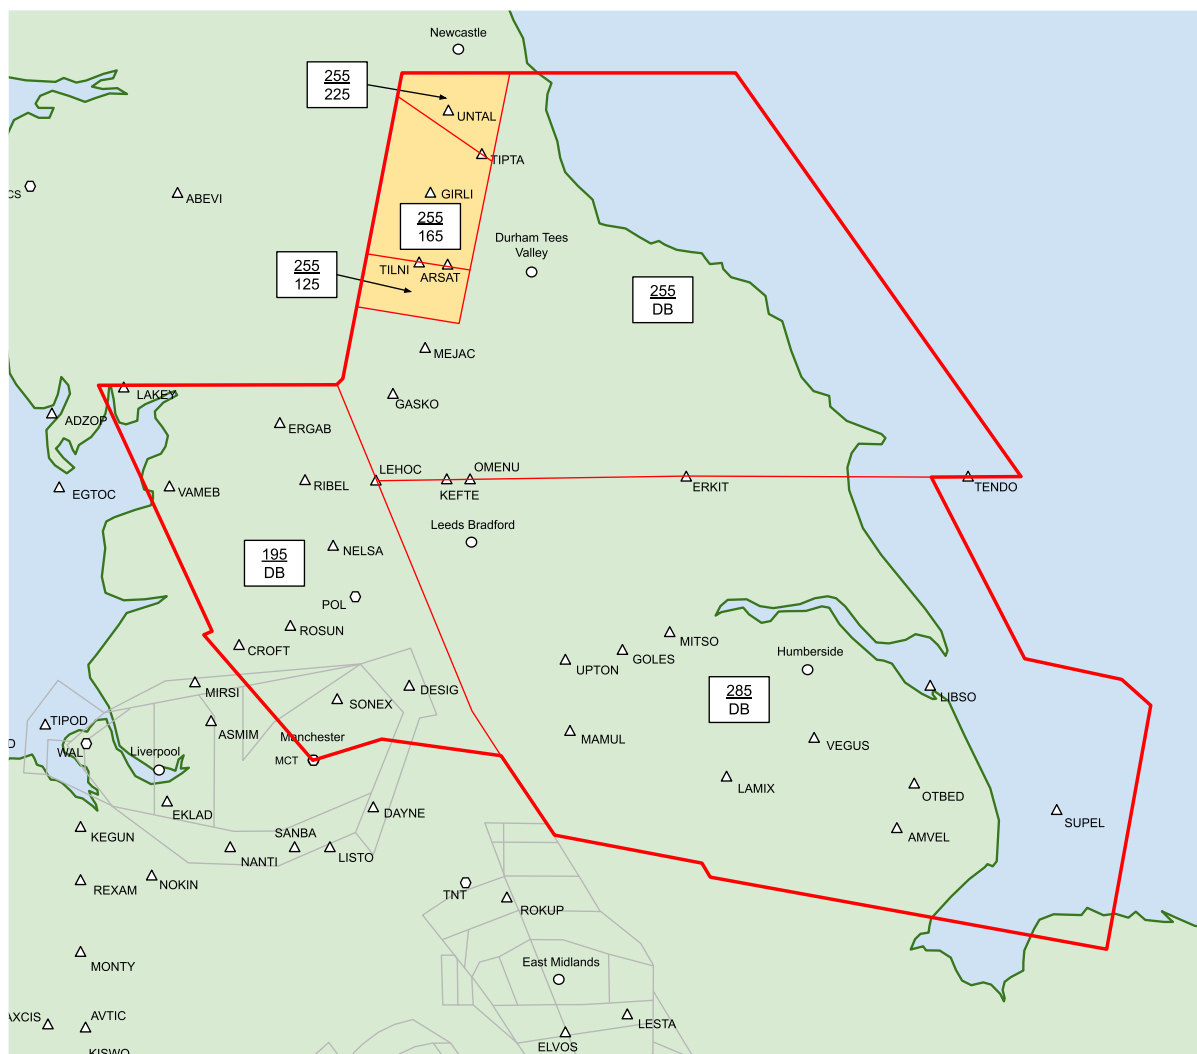 Newcastle
255
225
UNTAL
TIPTA
CS
ABEVI
GIRLI
255
165
Durham Tees
Valley
TILNI
ARSAT
255
125
255
DB
MEJAC
LAKEY
GASKO
ADZOP
ERGAB
LEHOC
OMENU
EGTOC
VAMEB
RIBEL
KEFTE
ERKIT
TENDO
Leeds Bradford
NELSA
195
DB
POL
ROSUN
CROFT
MITSO
GOLES
UPTON
Humberside
MIRSI
DESIG
SONEX
285
DB
LIBSO
TIPOD
ASMIM
Manchester
MAMUL
VEGUS
WAL
Liverpool
MCT
LAMIX
OTBED
EKLAD
DAYNE
SUPEL
KEGUN
SANBA
AMVEL
NANTI
LISTO
REXAM
NOKIN
TNT
ROKUP
MONTY
East Midlands
AXCIS
AVTIC
LESTA
ELVOS
KISWO